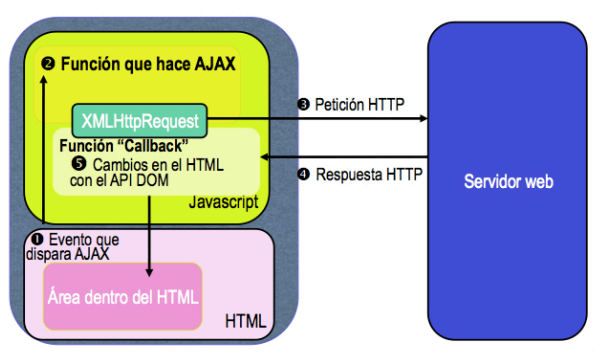 ❷ Función que hace AJAX
XMLHttpRequest
❸ Petición HTTP
Función “Callback”
❺ Cambios en el HTML
con el API DOM
❹ Respuesta HTTP
Javascript
Servidor web
❶ Evento que
dispara AJAX
Área dentro del HTML
HTML